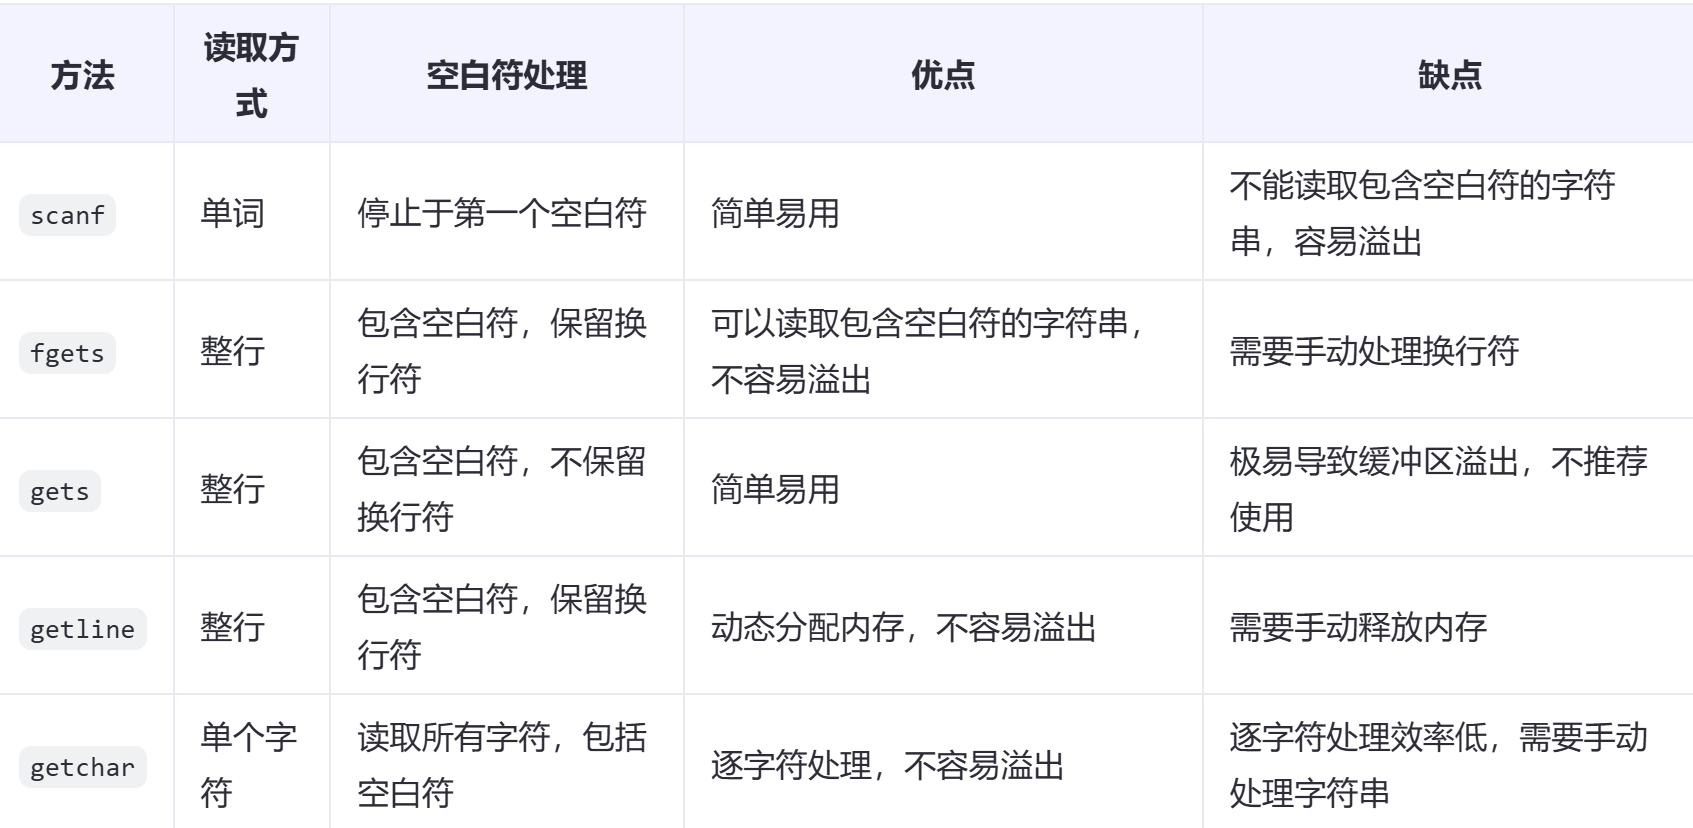 方法
读取方
式
空白符处理
优点
缺点
scanf
单词
停止于第一个空白符
简单易用
不能读取包含空白符的字符
串，容易溢出
fgets
整行
包含空白符，保留换
行符
可以读取包含空白符的字符串，
不容易溢出
需要手动处理换行符
gets
整行
包含空白符，不保留
换行符
简单易用
极易导致缓冲区溢出，不推荐
使用
getline
整行
包含空白符，保留换
行符
动态分配内存，不容易溢出
需要手动释放内存
getchar
单个字
符
读取所有字符，包括
空白符
逐字符处理，不容易溢出
逐字符处理效率低，需要手动
处理字符串